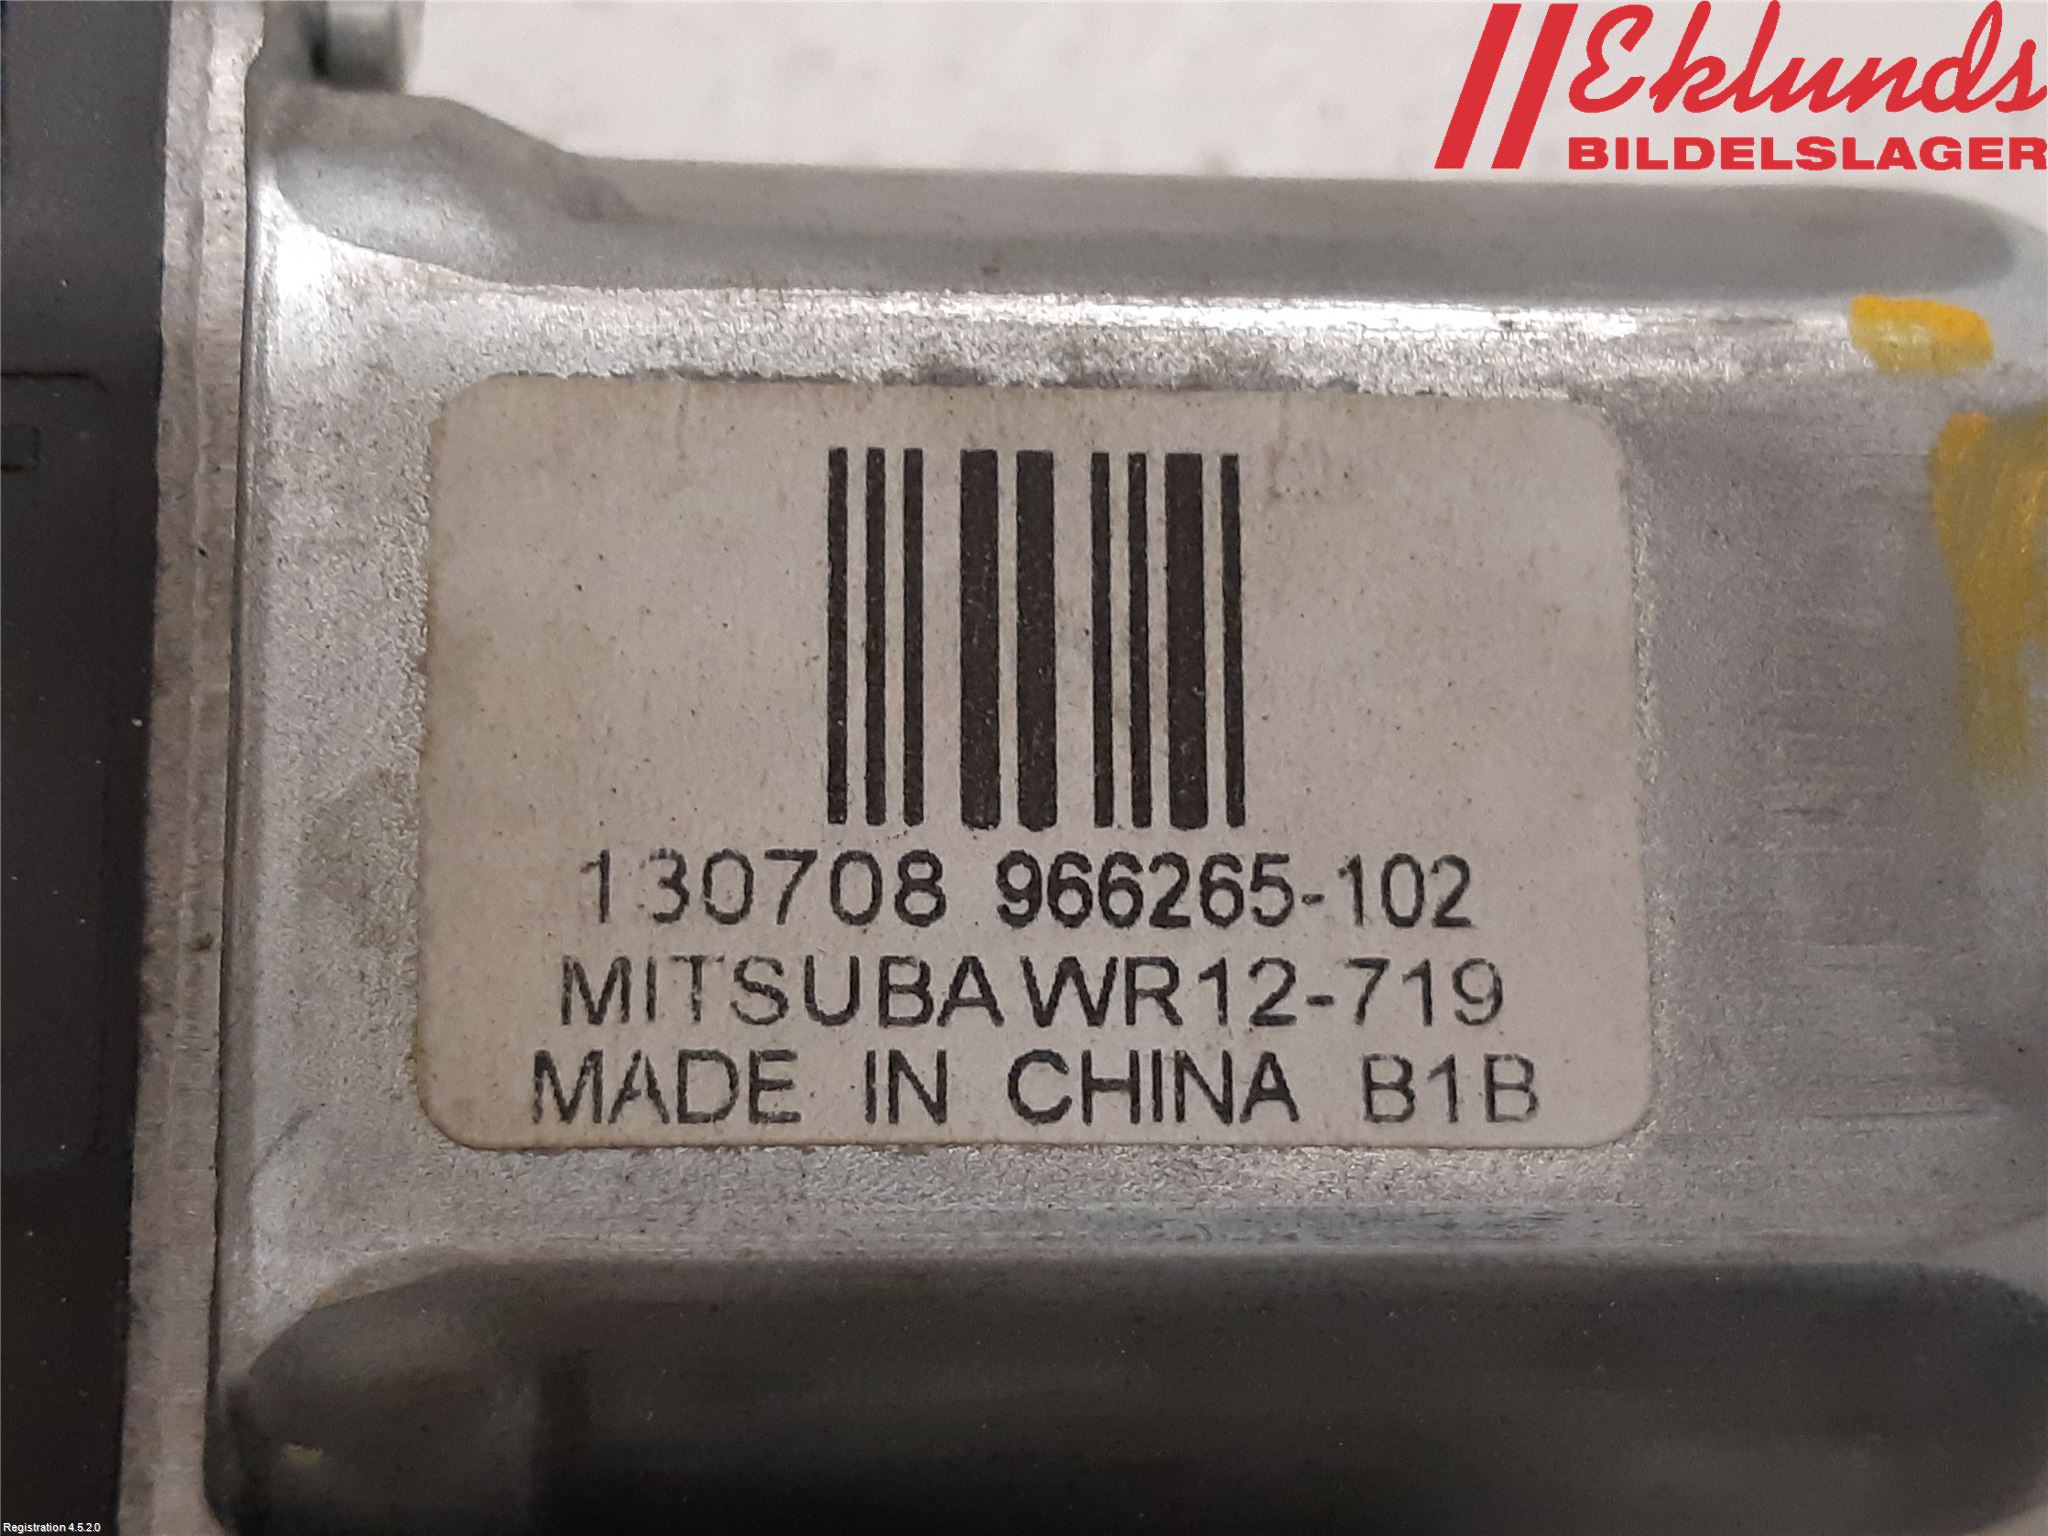 Eklunds
BILDELSLAGER
130708 966265-102
MITSUBA WR12-719
MADE IN CHINA B1B
Registration 4.5.2.0